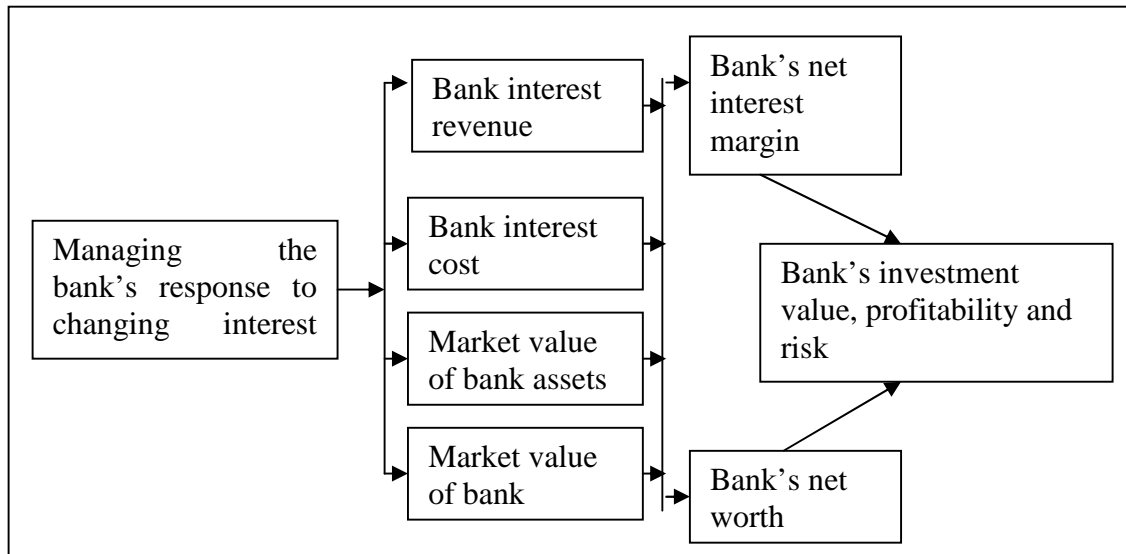 Managing the
bank’s response to
changing interest
Bank interest
revenue
Bank interest
cost
Market value
of bank assets
Market value
of bank
Bank’s net
interest
margin
Bank’s net
worth
Bank’s investment
value, profitability and
risk